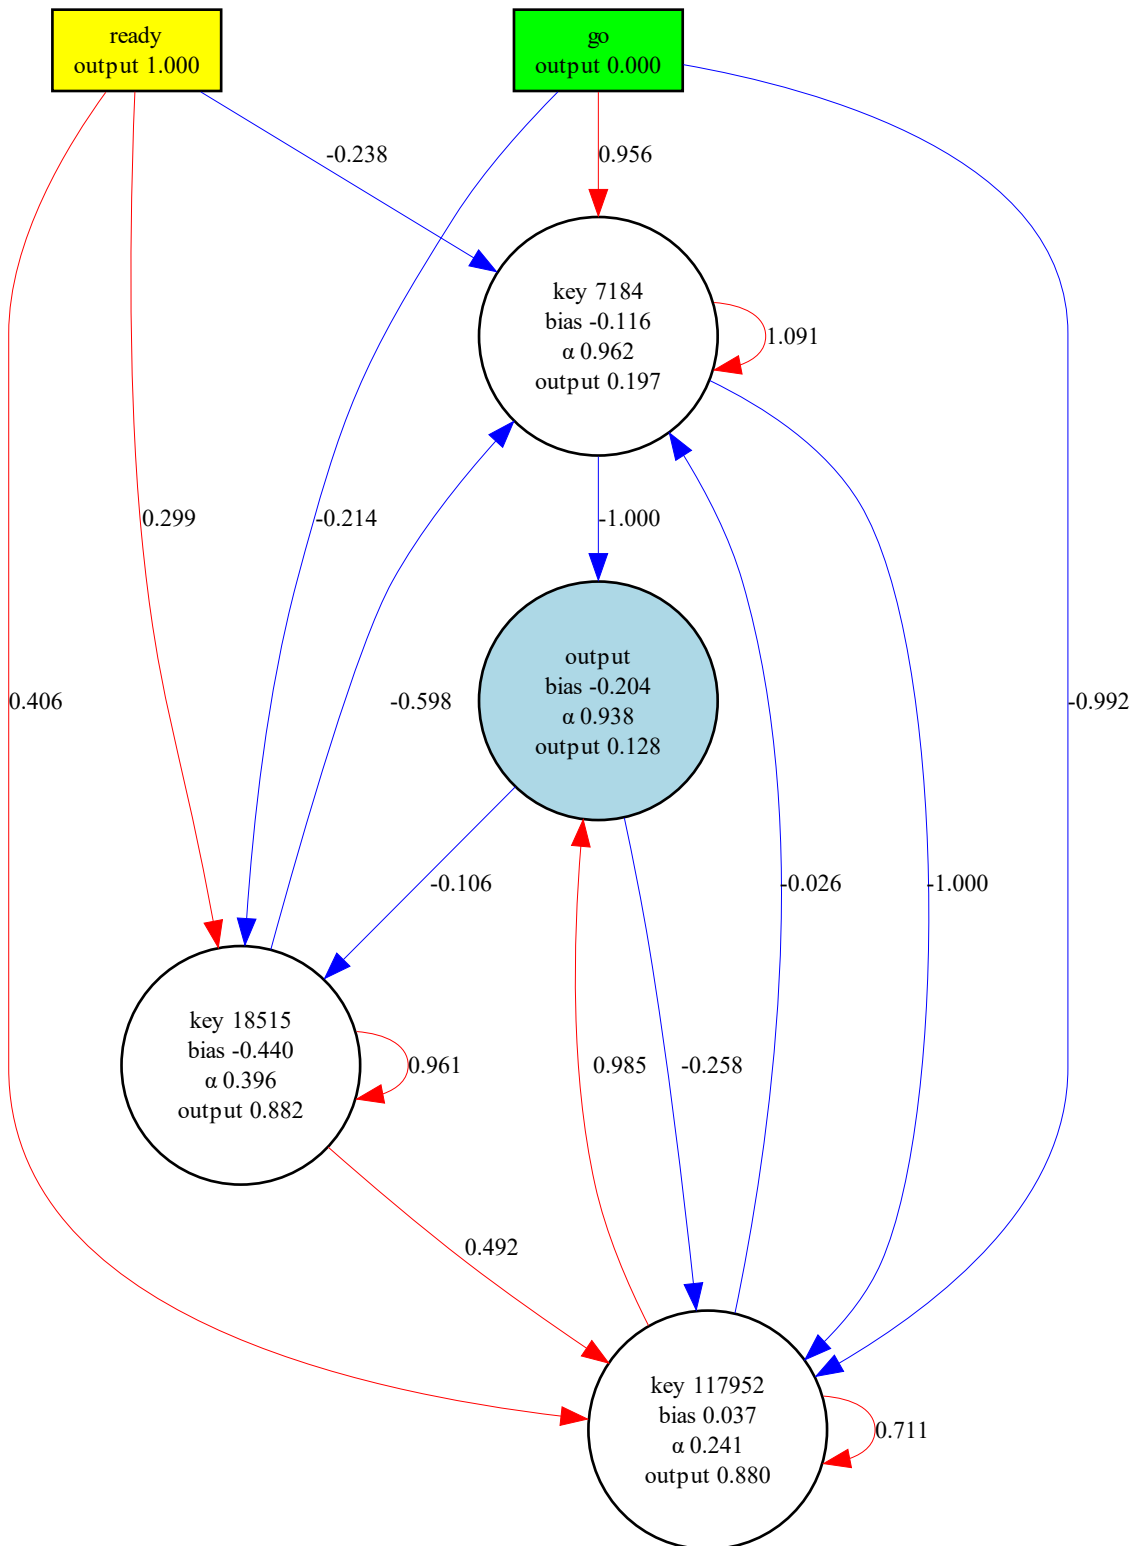 ready
output 1.000
go
output 0.000
-0.238
0.956
key 7184
bias -0.116
α 0.962
output 0.197
1.091
0.299
-0.214
-1.000
output
bias -0.204
α 0.938
output 0.128
0.406
-0.598
-0.992
-0.106
-0.026
-1.000
key 18515
bias -0.440
α 0.396
output 0.882
0.961
0.985
-0.258
0.492
key 117952
bias 0.037
α 0.241
output 0.880
0.711